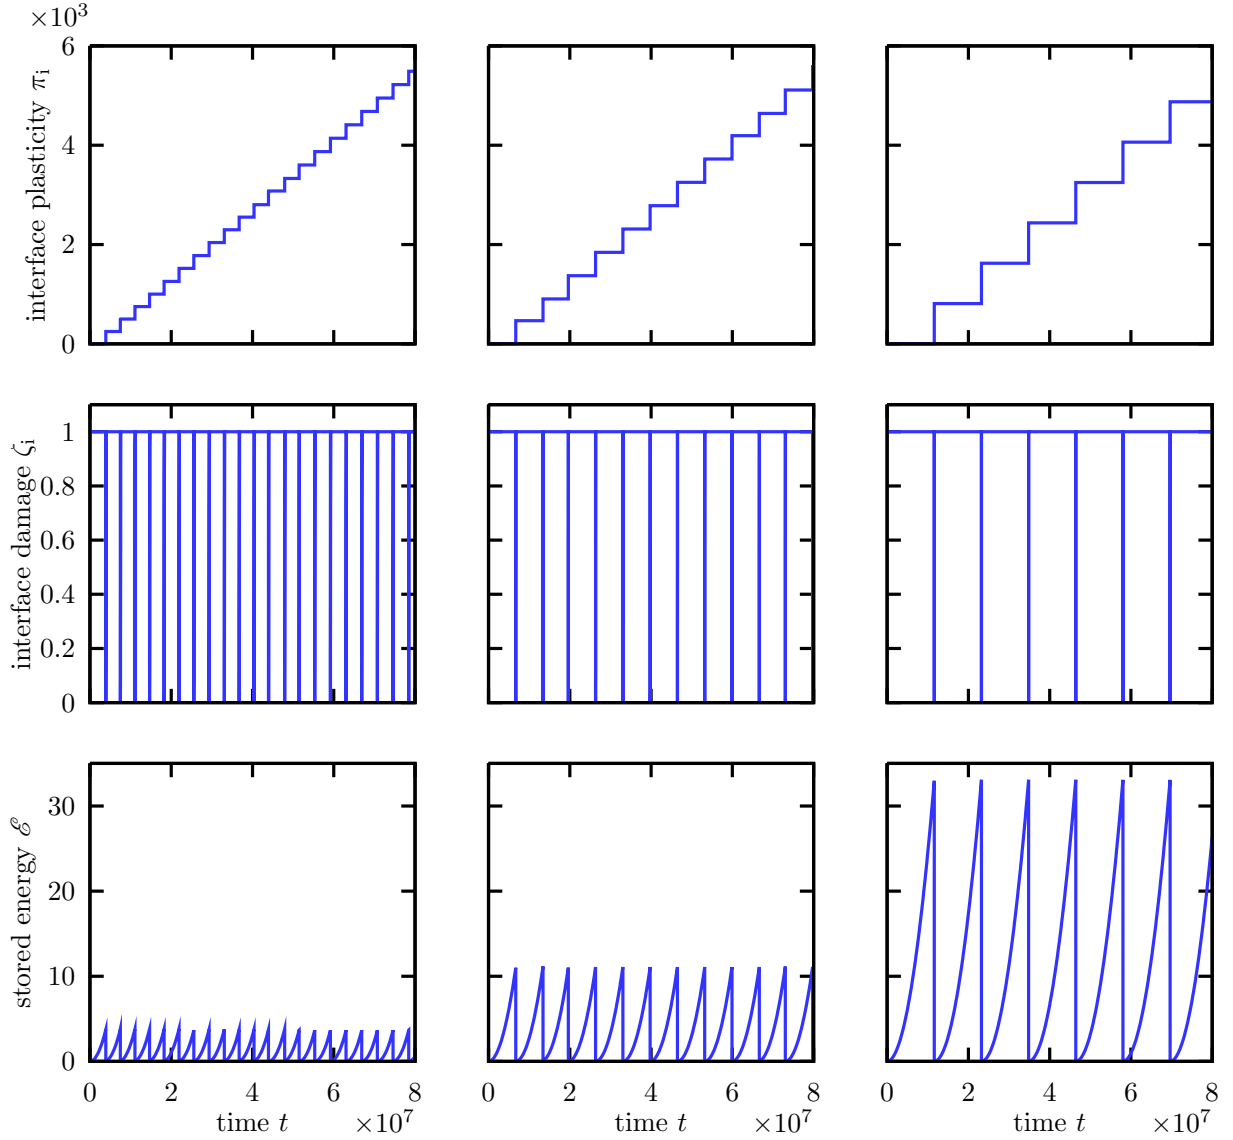 ×10³
6
4
2
0
interface plasticity πᵢ
1
0.8
0.6
0.4
0.2
0
interface damage ζᵢ
30
20
10
0
stored energy ℰ
0 2 4 6 8
0 2 4 6 8
0 2 4 6 8
time t ×10⁷
time t ×10⁷
time t ×10⁷